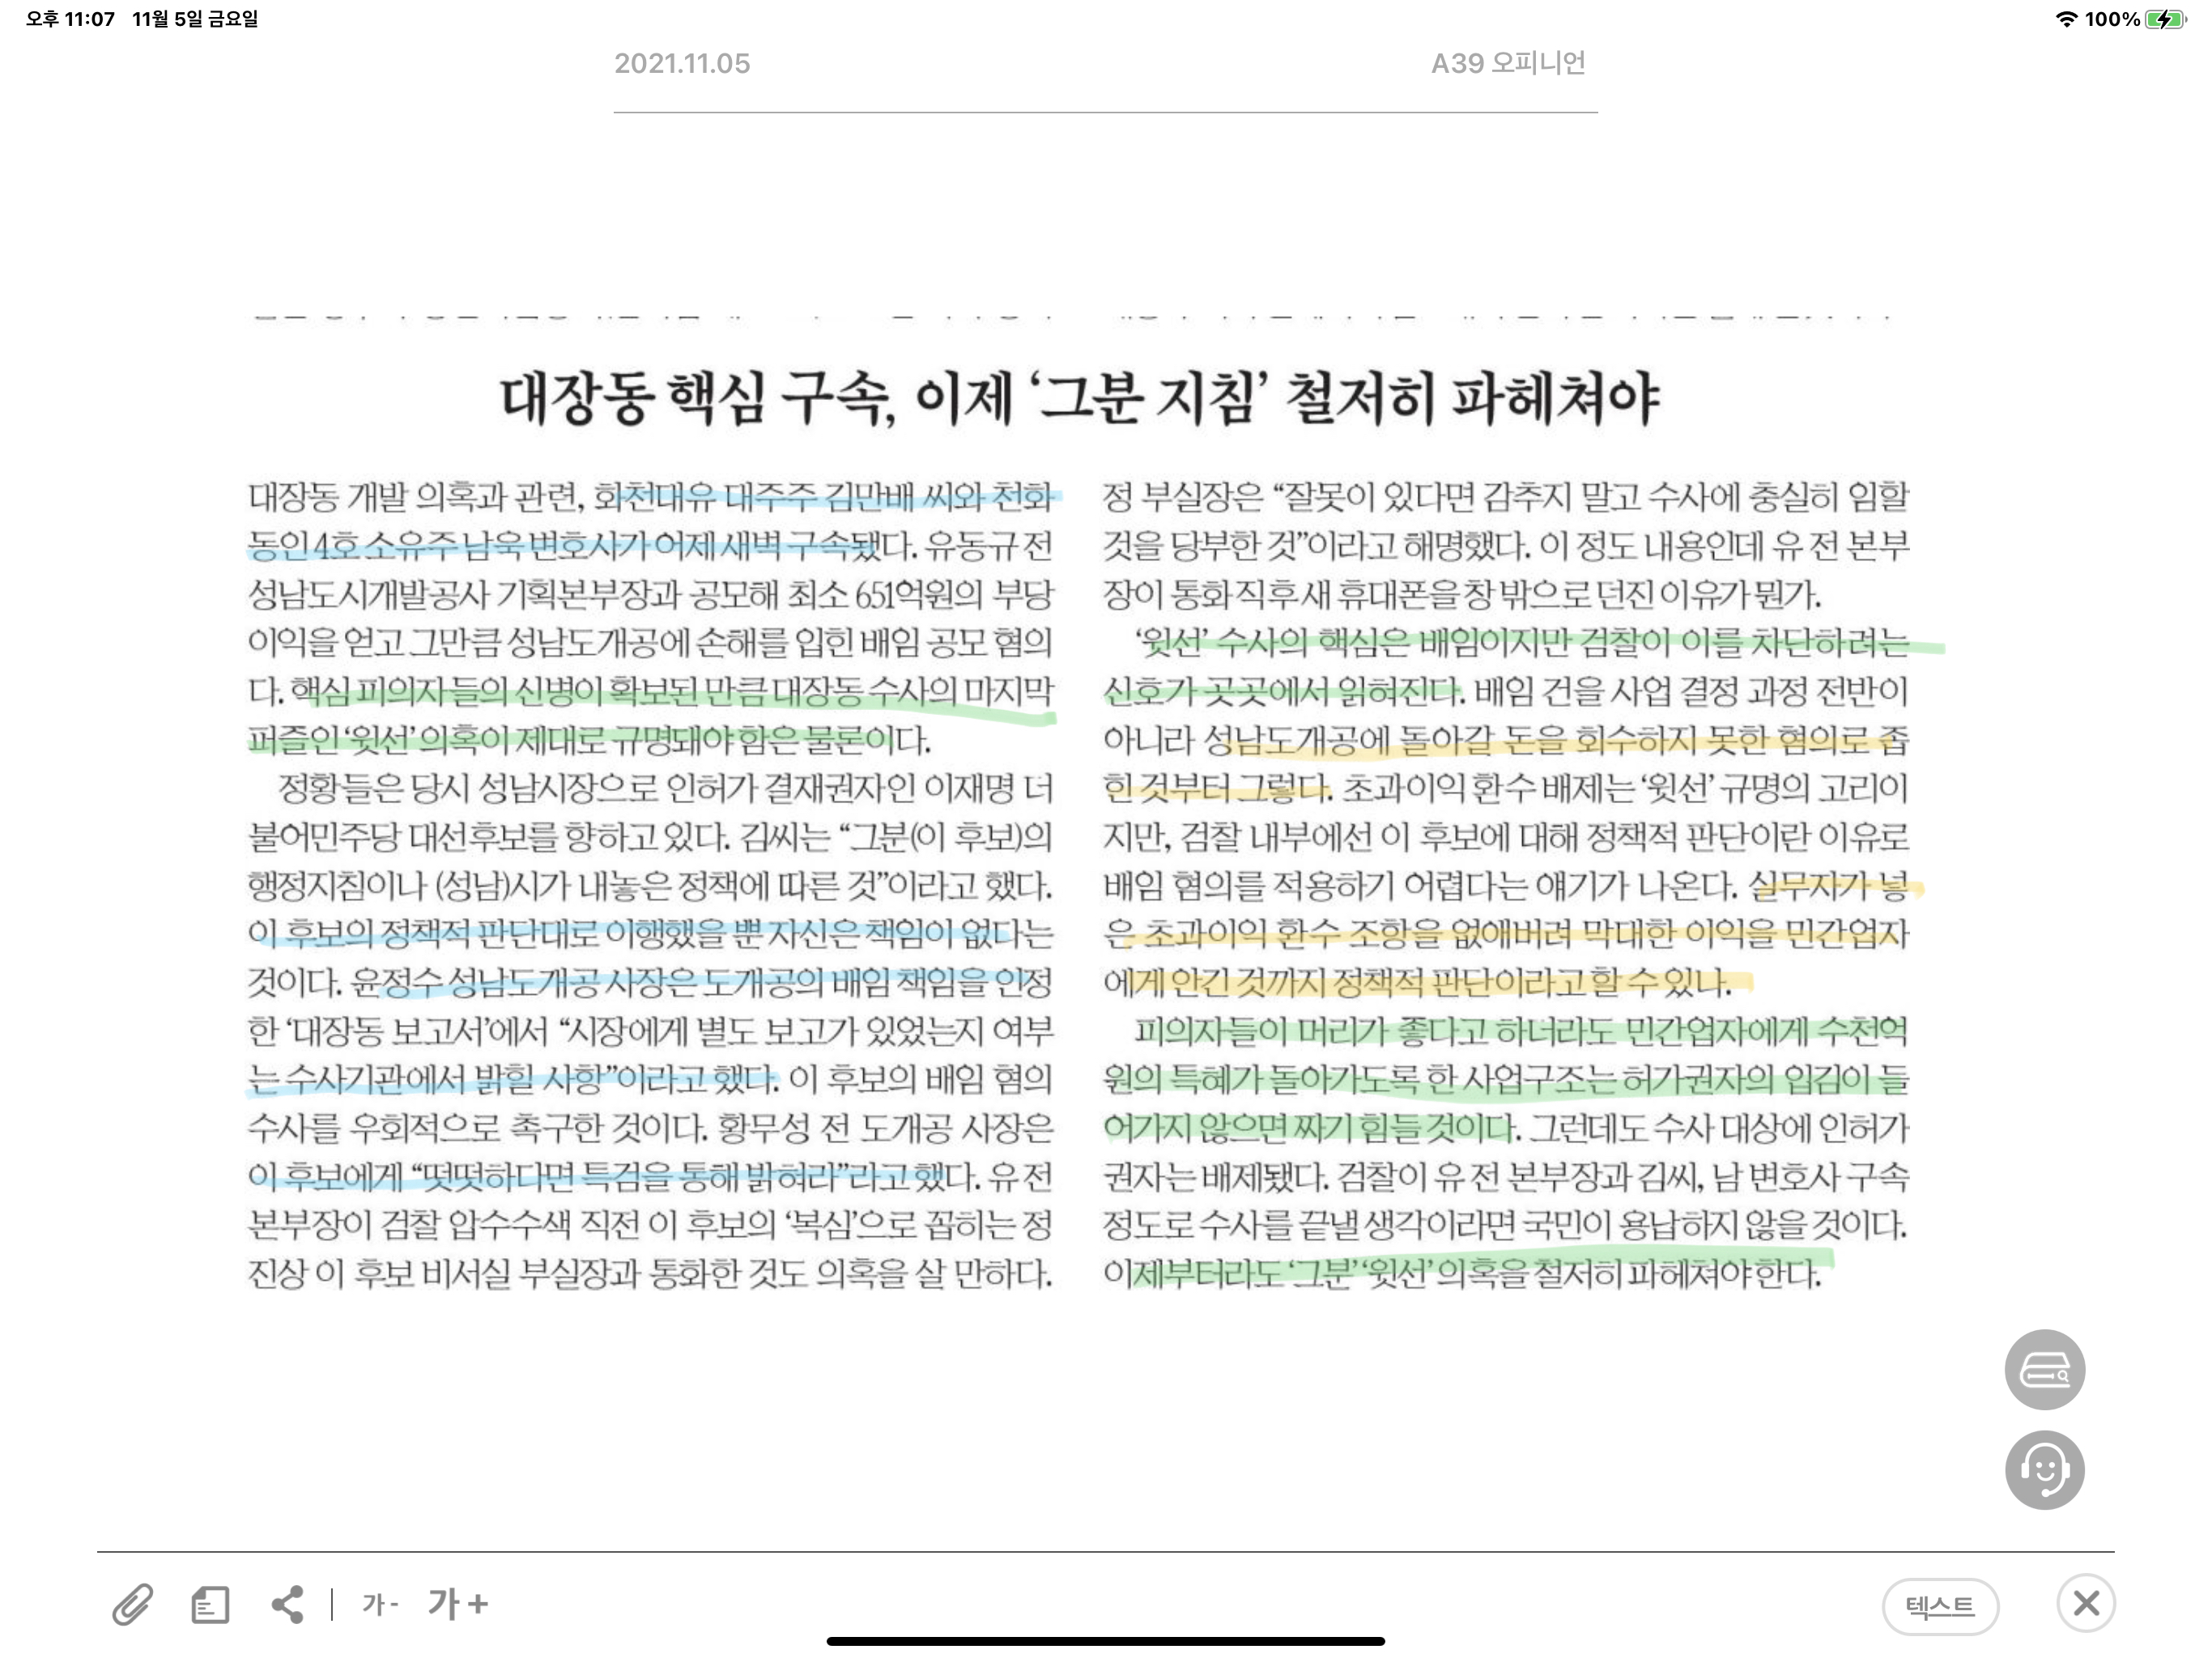 오후 11:07 11월 5일 금요일
100%
2021.11.05
A39 오피니언
대장동 핵심 구속, 이제 ‘그분 지침’ 철저히 파헤쳐야
대장동 개발 의혹과 관련, 화천대유 대주주 김만배 씨와 천화
동인 4호 소유주 남욱 변호사가 어제 새벽 구속됐다. 유동규 전
성남도시개발공사 기획본부장과 공모해 최소 651억원의 부당
이익을 얻고 그만큼 성남도개공에 손해를 입힌 배임 공모 혐의
다. 핵심 피의자들의 신병이 확보된 만큼 대장동 수사의 마지막
퍼즐인 ‘윗선’ 의혹이 제대로 규명돼야 함은 물론이다.
정황들은 당시 성남시장으로 인허가 결재권자인 이재명 더
불어민주당 대선후보를 향하고 있다. 김씨는 “그분(이 후보)의
행정지침이나 (성남)시가 내놓은 정책에 따른 것”이라고 했다.
이 후보의 정책적 판단대로 이행했을 뿐 자신은 책임이 없다는
것이다. 윤정수 성남도개공 사장은 도개공의 배임 책임을 인정
한 ‘대장동 보고서’에서 “시장에게 별도 보고가 있었는지 여부
는 수사기관에서 밝힐 사항”이라고 했다. 이 후보의 배임 혐의
수사를 우회적으로 촉구한 것이다. 황무성 전 도개공 사장은
이 후보에게 “떳떳하다면 특검을 통해 밝혀라”라고 했다. 유 전
본부장이 검찰 압수수색 직전 이 후보의 ‘복심’으로 꼽히는 정
진상 이 후보 비서실 부실장과 통화한 것도 의혹을 살 만하다.
정 부실장은 “잘못이 있다면 감추지 말고 수사에 충실히 임할
것을 당부한 것”이라고 해명했다. 이 정도 내용인데 유 전 본부
장이 통화 직후 새 휴대폰을 창 밖으로 던진 이유가 뭔가.
‘윗선’ 수사의 핵심은 배임이지만 검찰이 이를 차단하려는
신호가 곳곳에서 읽혀진다. 배임 건을 사업 결정 과정 전반이
아니라 성남도개공에 돌아갈 돈을 회수하지 못한 혐의로 좁
힌 것부터 그렇다. 초과이익 환수 배제는 ‘윗선’ 규명의 고리이
지만, 검찰 내부에선 이 후보에 대해 정책적 판단이란 이유로
배임 혐의를 적용하기 어렵다는 얘기가 나온다. 실무자가 넣
은 초과이익 환수 조항을 없애버려 막대한 이익을 민간업자
에게 안긴 것까지 정책적 판단이라고 할 수 있나.
피의자들이 머리가 좋다고 하더라도 민간업자에게 수천억
원의 특혜가 돌아가도록 한 사업구조는 허가권자의 입김이 들
어가지 않으면 짜기 힘들 것이다. 그런데도 수사 대상에 인허가
권자는 배제됐다. 검찰이 유 전 본부장과 김씨, 남 변호사 구속
정도로 수사를 끝낼 생각이라면 국민이 용납하지 않을 것이다.
이제부터라도 ‘그분’ ‘윗선’ 의혹을 철저히 파헤쳐야 한다.
가- 가+
텍스트